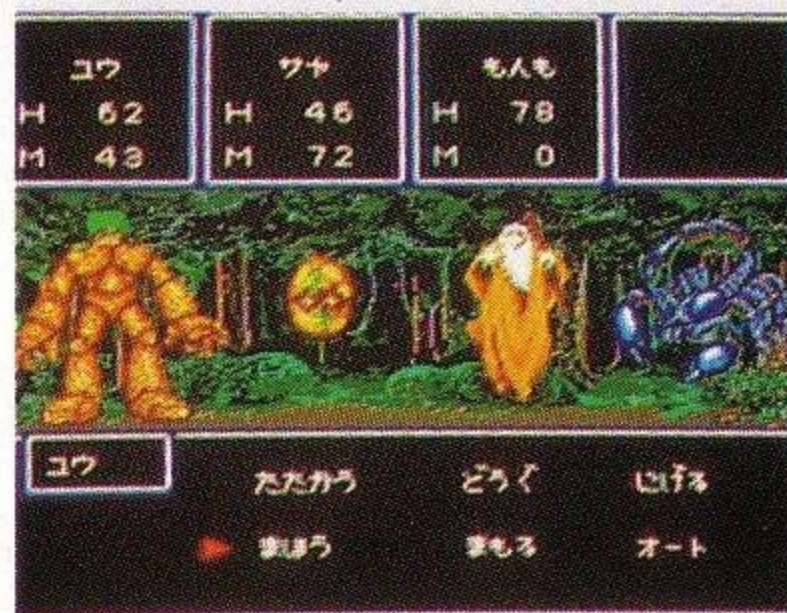 ユウ サヤ もんも
H 62 H 46 H 78
M 43 M 72 M 0
ユウ
たたかう どうぐ にげる
まほう まもる オート